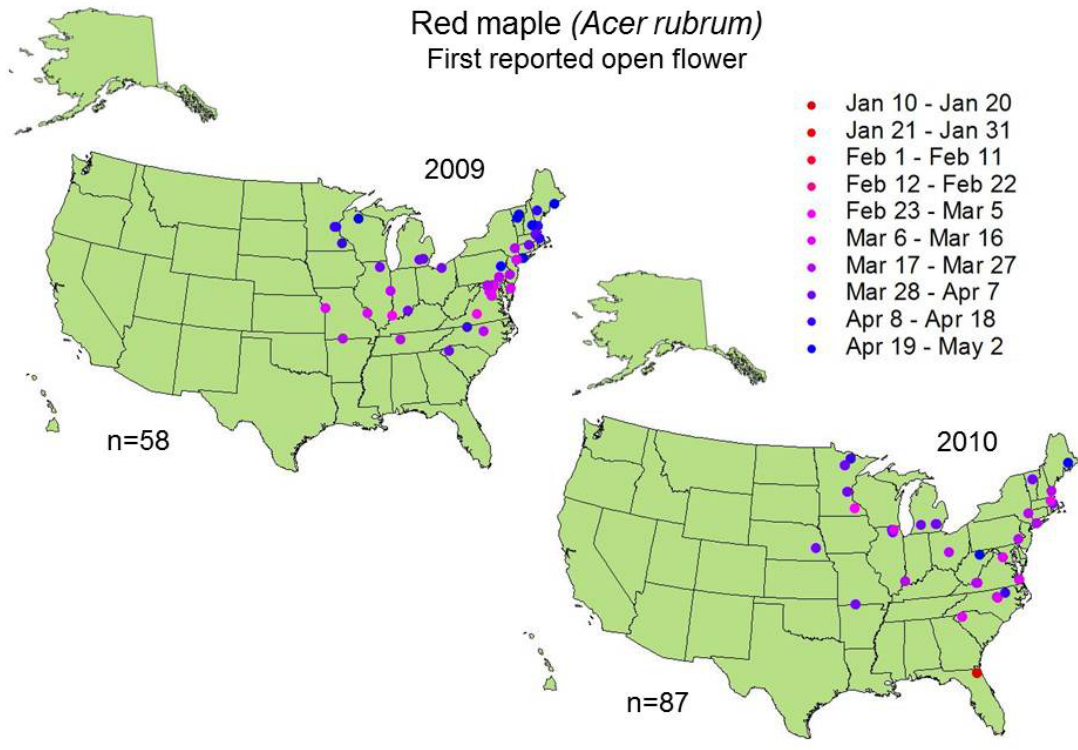 Red maple (Acer rubrum)
First reported open flower
Jan 10 - Jan 20
Jan 21 - Jan 31
Feb 1 - Feb 11
Feb 12 - Feb 22
Feb 23 - Mar 5
Mar 6 - Mar 16
Mar 17 - Mar 27
Mar 28 - Apr 7
Apr 8 - Apr 18
Apr 19 - May 2
2009
n=58
2010
n=87